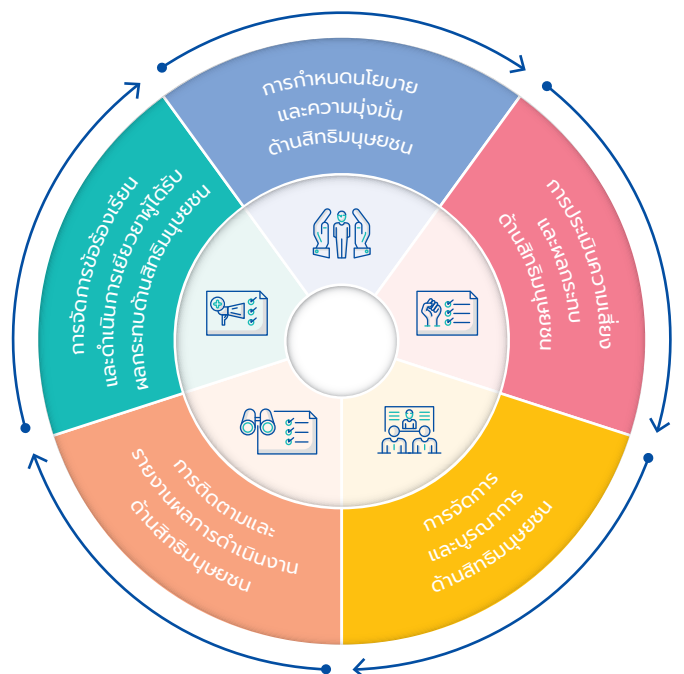 การกำหนดนโยบาย
และความมุ่งมั่น
ด้านสิทธิมนุษยชน
การประเมินความเสี่ยง
และผลกระทบ
ด้านสิทธิมนุษยชน
การจัดการ
และบูรณาการ
ด้านสิทธิมนุษยชน
การติดตามและ
รายงานผลการดำเนินงาน
ด้านสิทธิมนุษยชน
การจัดการข้อร้องเรียน
และดำเนินการเยียวยาผู้ได้รับ
ผลกระทบด้านสิทธิมนุษยชน